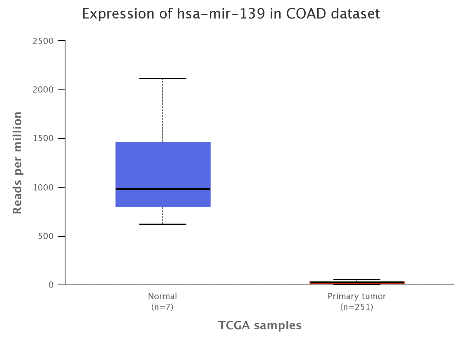 Expression of hsa-mir-139 in COAD dataset
2500
2000
1500
1000
500
0
Reads per million
Normal
(n=7)
Primary tumor
(n=251)
TCGA samples